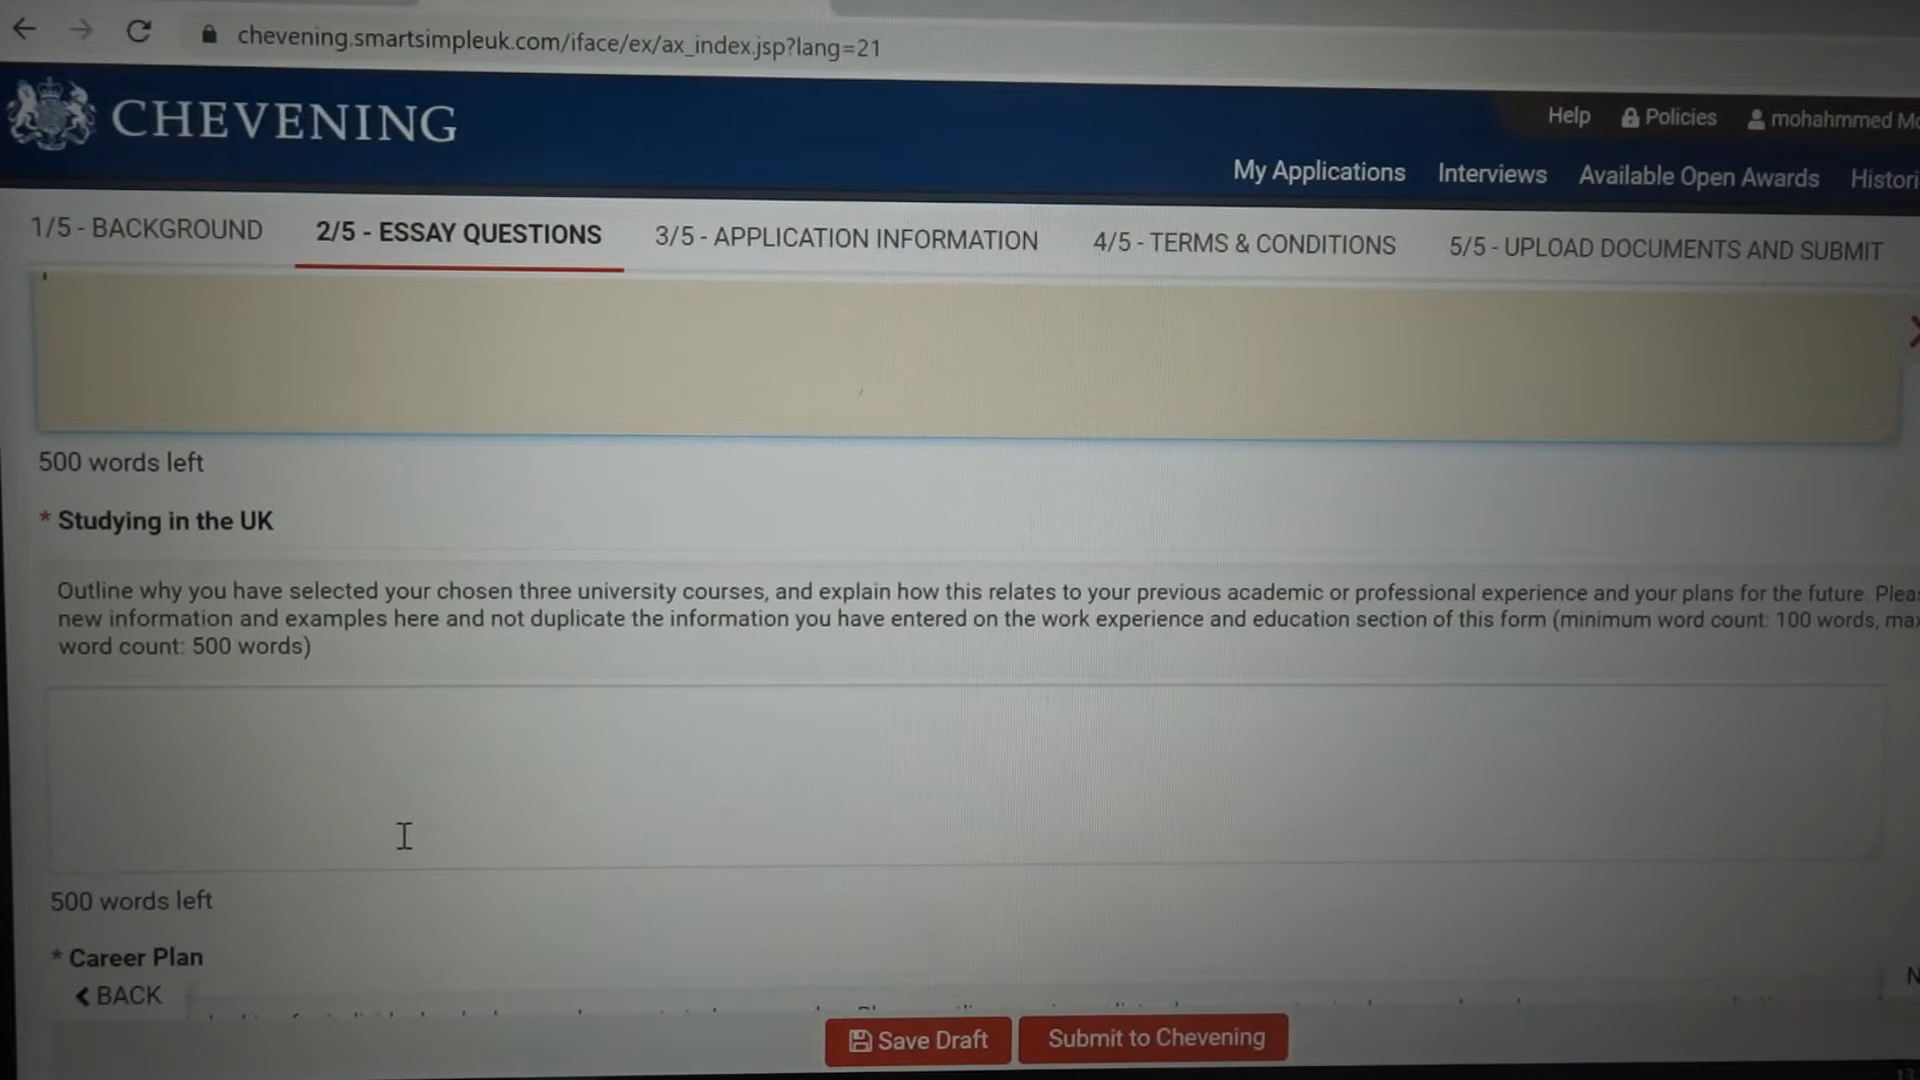 chevening.smartsimpleuk.com/iface/ex/ax_index.jsp?lang=21
CHEVENING
Help Policies mohahmmed
My Applications Interviews Available Open Awards
1/5 - BACKGROUND 2/5 - ESSAY QUESTIONS 3/5 - APPLICATION INFORMATION 4/5 - TERMS & CONDITIONS 5/5 - UPLOAD DOCUMENTS AND SUBMIT
500 words left
* Studying in the UK
Outline why you have selected your chosen three university courses, and explain how this relates to your previous academic or professional experience and your plans for the future.
new information and examples here and not duplicate the information you have entered on the work experience and education section of this form (minimum word count: 100 words,
word count: 500 words)
500 words left
* Career Plan
BACK
Save Draft Submit to Chevening